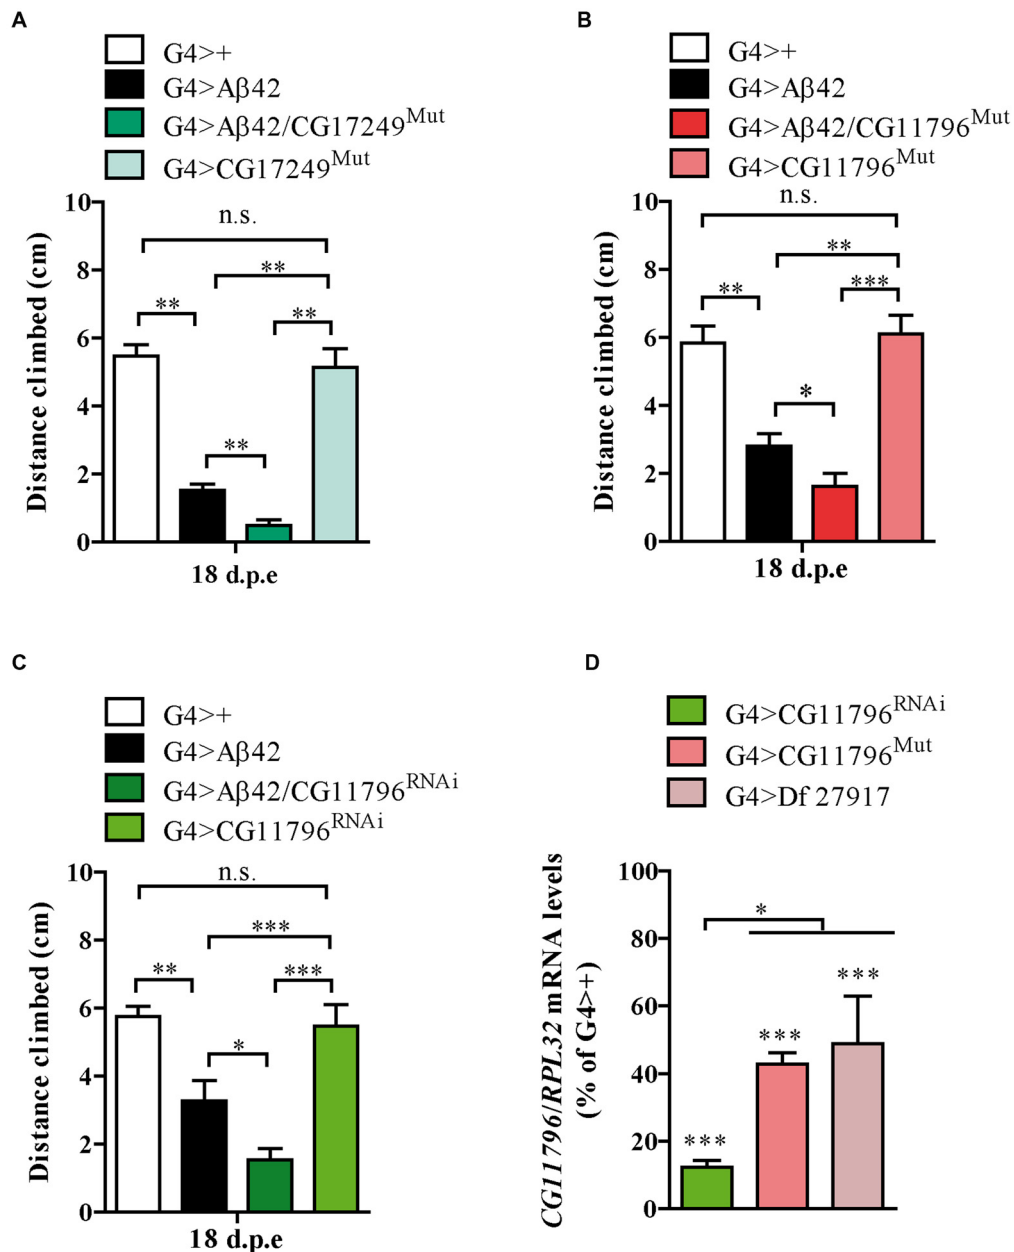 A
G4>+
G4>Aβ42
G4>Aβ42/CG17249Mut
G4>CG17249Mut
Distance climbed (cm)
10
8
6
4
2
0
n.s.
**
**
**
**
18 d.p.e
B
G4>+
G4>Aβ42
G4>Aβ42/CG11796Mut
G4>CG11796Mut
Distance climbed (cm)
10
8
6
4
2
0
n.s.
**
***
**
*
18 d.p.e
C
G4>+
G4>Aβ42
G4>Aβ42/CG11796RNAi
G4>CG11796RNAi
Distance climbed (cm)
10
8
6
4
2
0
n.s.
***
**
***
*
18 d.p.e
D
G4>CG11796RNAi
G4>CG11796Mut
G4>Df 27917
CG11796/RPL32 mRNA levels
(% of G4>+)
100
80
60
40
20
0
*
***
***
***